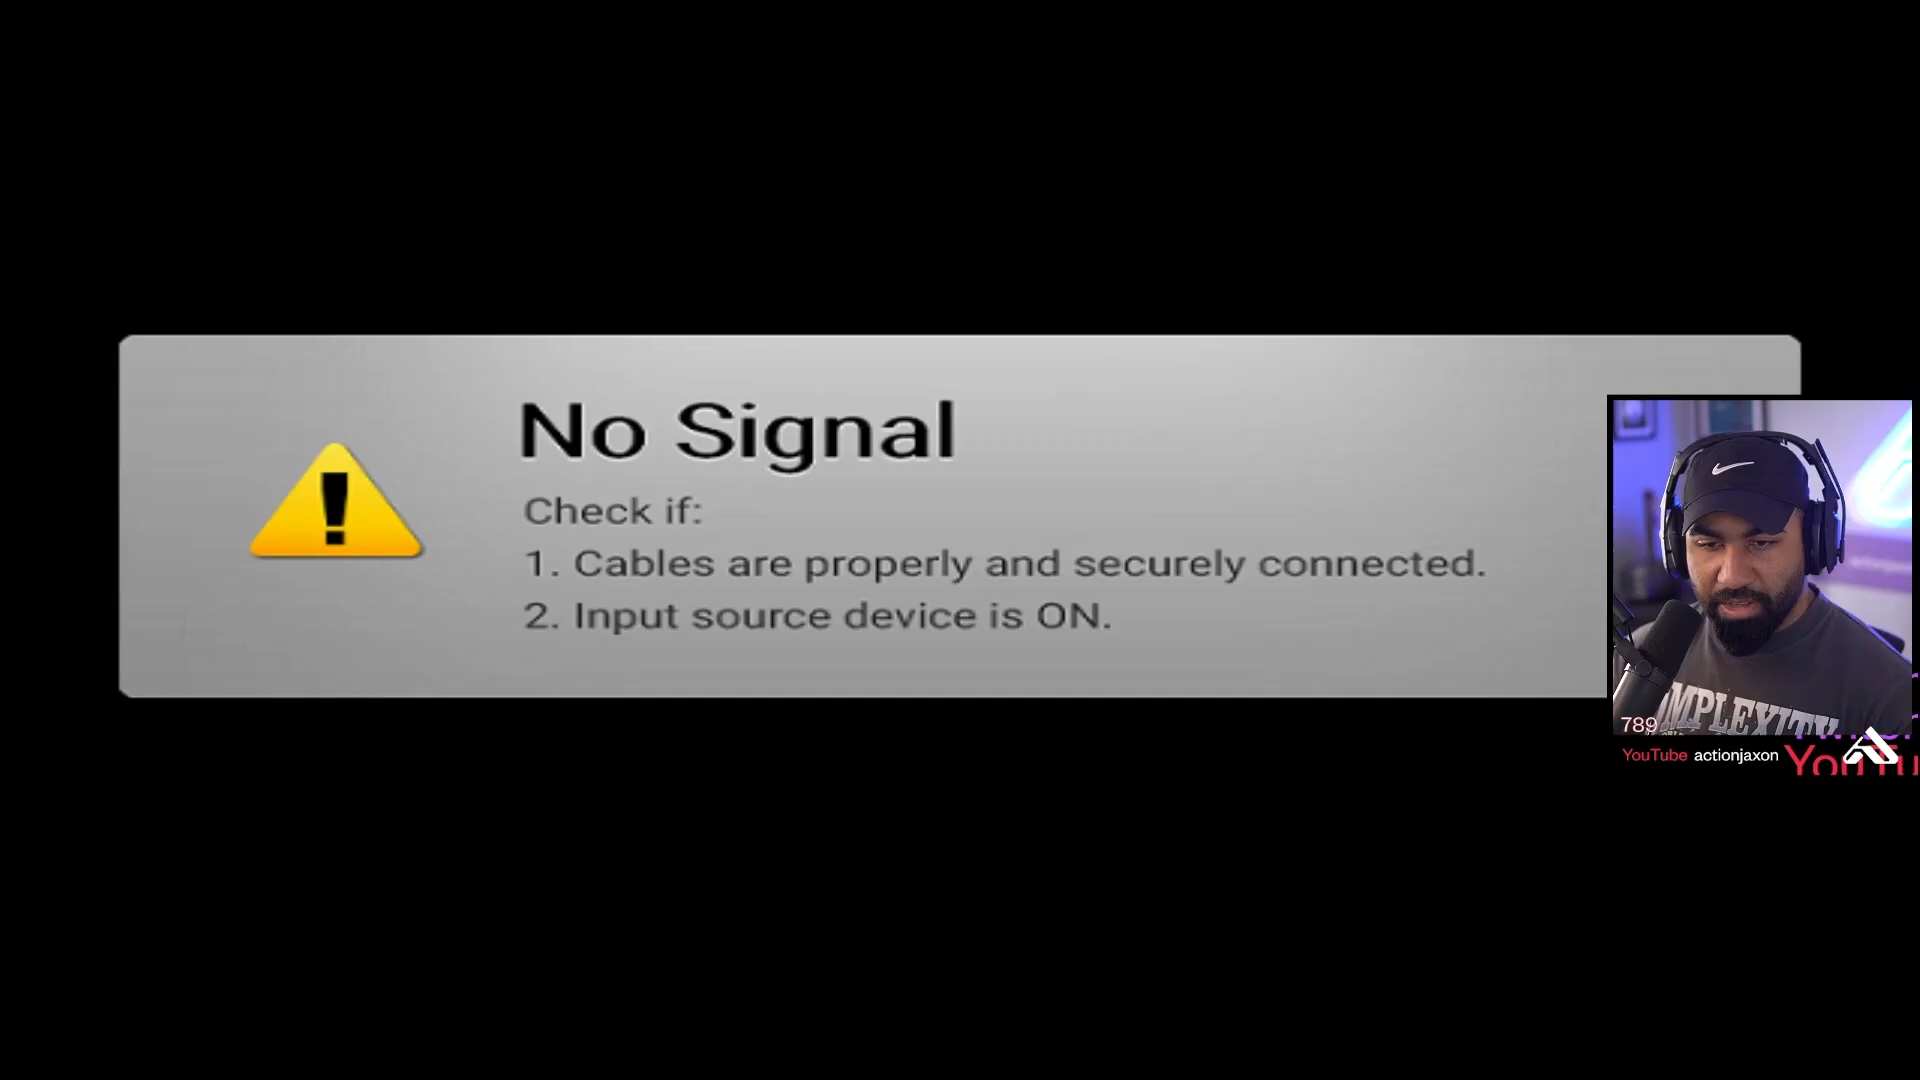 No Signal
Check if:
1. Cables are properly and securely connected.
2. Input source device is ON.
789
YouTube actionjaxon